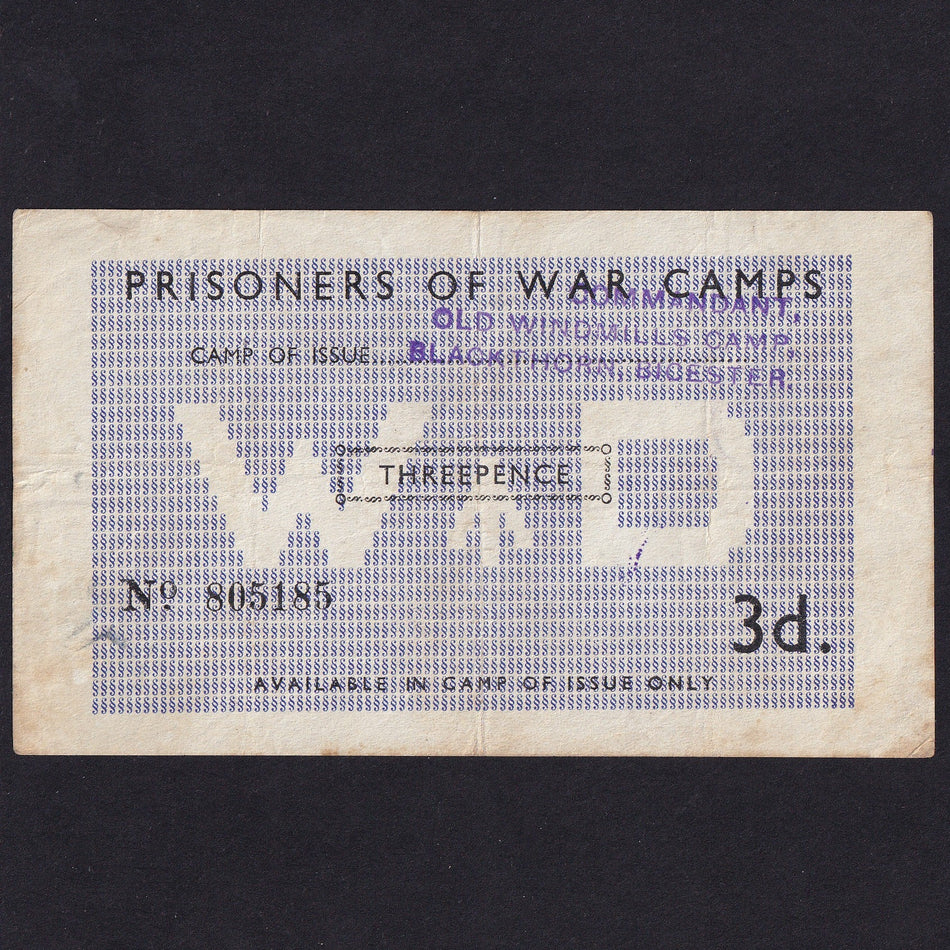 PRISONERS OF WAR CAMPS
COMMANDANT,
OLD WINDMILLS CAMP,
CAMP OF ISSUE
BLACKTHORN, BICESTER.
W D
THREEPENCE
Nº 805185
3d.
AVAILABLE IN CAMP OF ISSUE ONLY